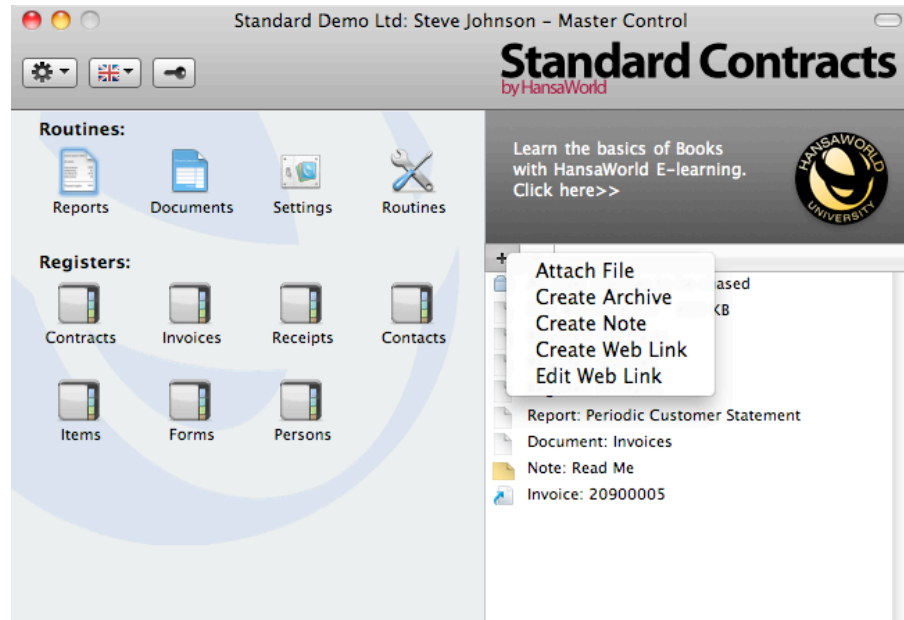 Standard Demo Ltd: Steve Johnson – Master Control
Standard Contracts
by HansaWorld
Routines:
Reports Documents Settings Routines
Learn the basics of Books
with HansaWorld E-learning.
Click here>>
HANSAWORLD
UNIVERSITY
Registers:
Contracts Invoices Receipts Contacts
Items Forms Persons
+
Attach File
Create Archive
Create Note
Create Web Link
Edit Web Link
ased
KB
Report: Periodic Customer Statement
Document: Invoices
Note: Read Me
Invoice: 20900005